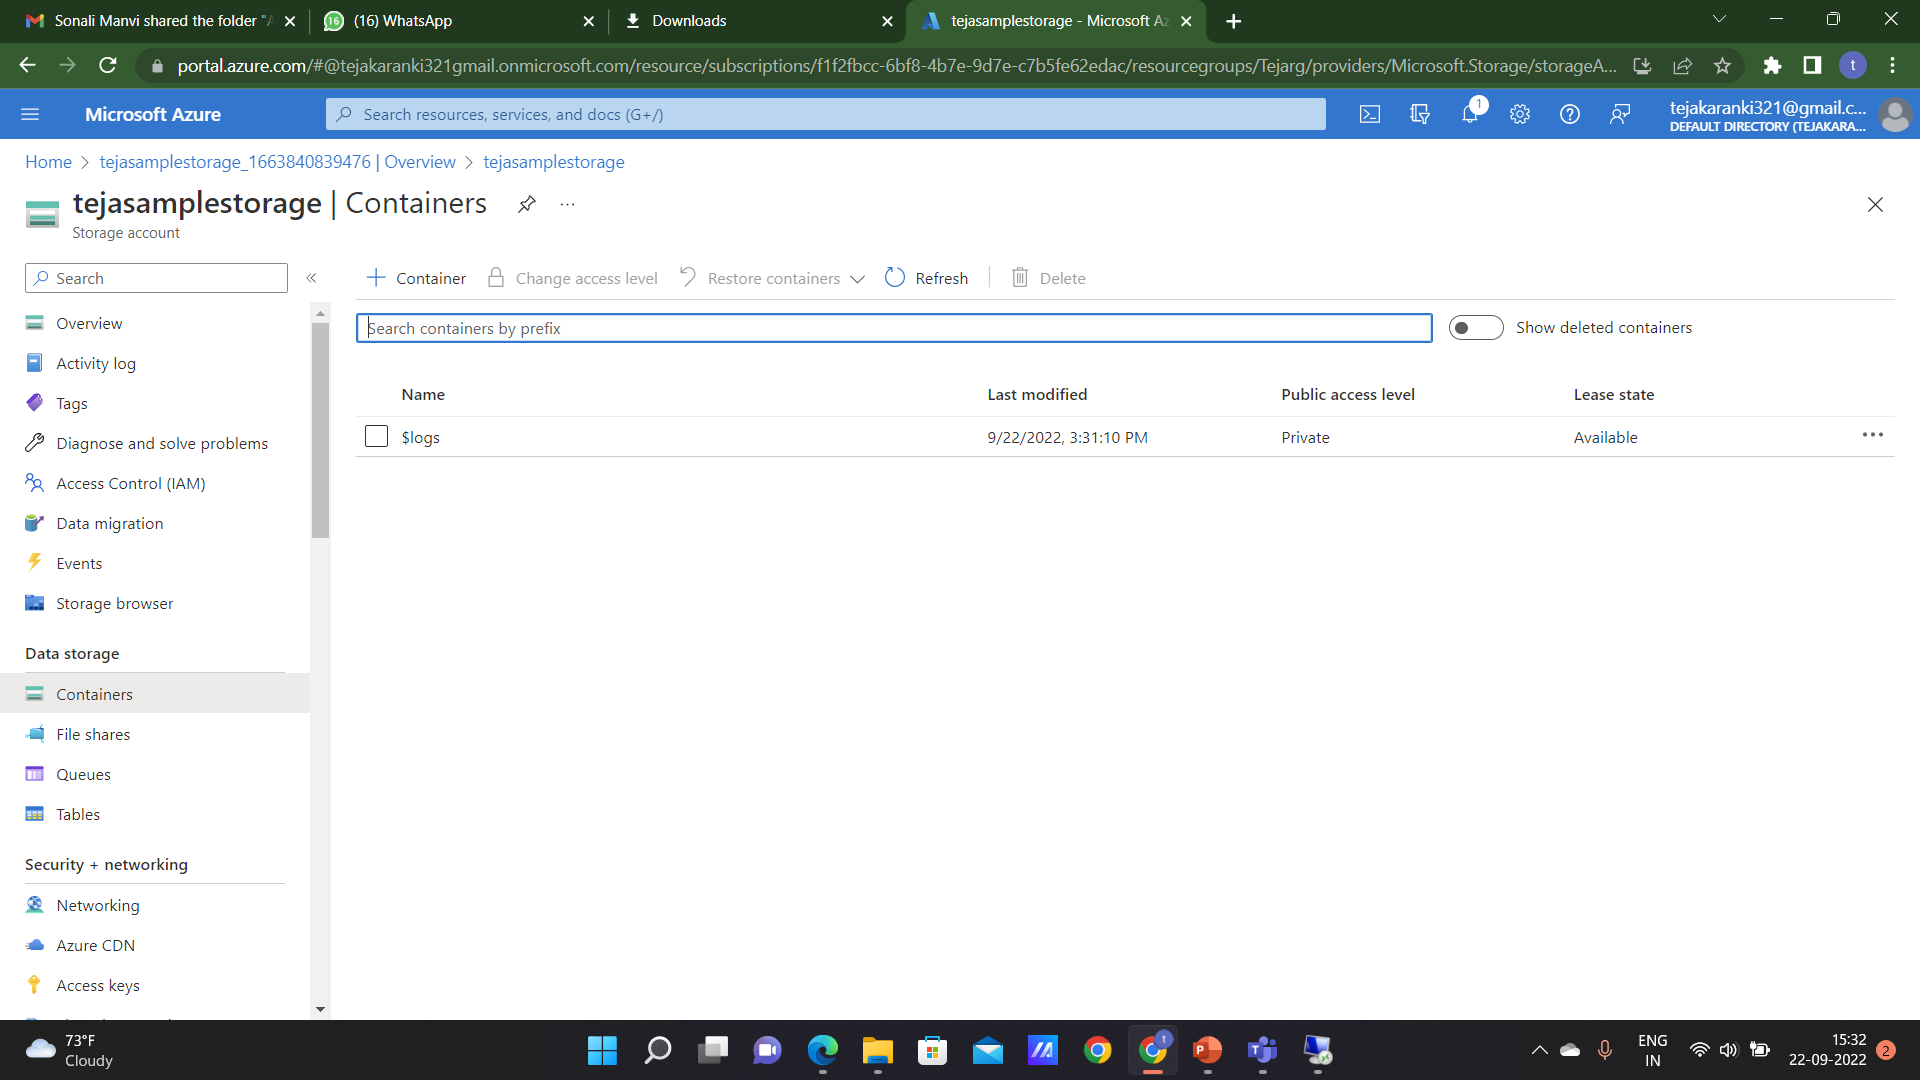 Sonali Manvi shared the folder "A
(16) WhatsApp
Downloads
tejasamplestorage - Microsoft Az
portal.azure.com/#@tejakaranki321gmail.onmicrosoft.com/resource/subscriptions/f1f2fbcc-6bf8-4b7e-9d7e-c7b5fe62edac/resourcegroups/Tejarg/providers/Microsoft.Storage/storageA...
t
Microsoft Azure
Search resources, services, and docs (G+/)
1
tejakaranki321@gmail.c...
DEFAULT DIRECTORY (TEJAKARA...
Home > tejasamplestorage_1663840839476 | Overview > tejasamplestorage
tejasamplestorage | Containers
Storage account
Search
Container
Change access level
Restore containers
Refresh
Delete
Search containers by prefix
Show deleted containers
Name Last modified Public access level Lease state
$logs 9/22/2022, 3:31:10 PM Private Available
Overview
Activity log
Tags
Diagnose and solve problems
Access Control (IAM)
Data migration
Events
Storage browser
Data storage
Containers
File shares
Queues
Tables
Security + networking
Networking
Azure CDN
Access keys
73°F
Cloudy
ENG
IN
15:32
22-09-2022
2